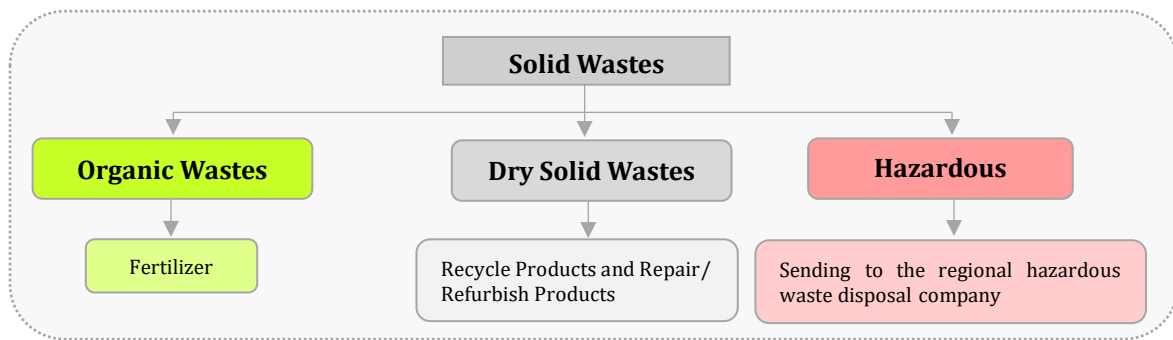 Solid Wastes
Organic Wastes
Dry Solid Wastes
Hazardous
Fertilizer
Recycle Products and Repair/
Refurbish Products
Sending to the regional hazardous
waste disposal company